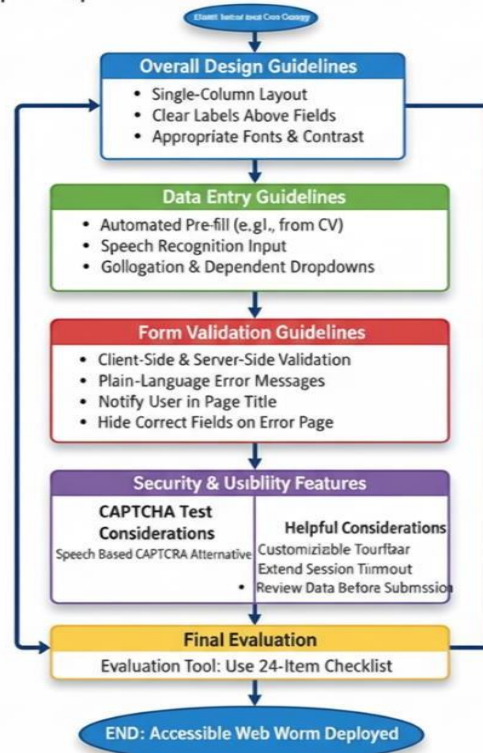 Overall Design Guidelines
• Single-Column Layout
• Clear Labels Above Fields
• Appropriate Fonts & Contrast
Data Entry Guidelines
• Automated Pre-fill (e.gl., from CV)
• Speech Recognition Input
• Gollogation & Dependent Dropdowns
Form Validation Guidelines
• Client-Side & Server-Side Validation
• Plain-Language Error Messages
• Notify User in Page Title
• Hide Correct Fields on Error Page
Security & Usibliity Features
CAPTCHA Test
Considerations
Speech Based CAPTCRA Alternative
Helpful Considerations
Customizizable
Extend Session
• Review Data Before Submssion
Final Evaluation
Evaluation Tool: Use 24-Item Checklist
END: Accessible Web Worm Deployed